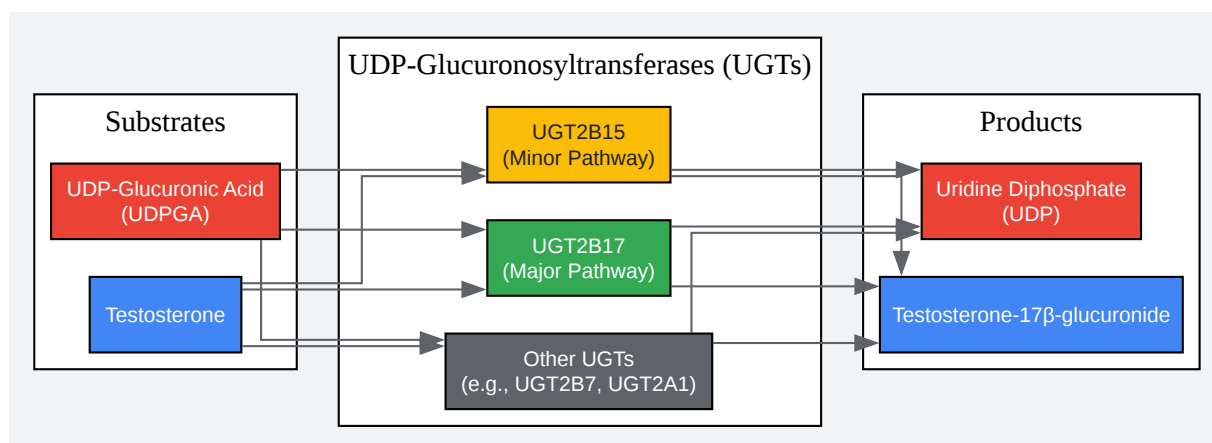 UDP-Glucuronosyltransferases (UGTs)
Substrates
UDP-Glucuronic Acid
(UDPGA)
Testosterone
UGT2B15
(Minor Pathway)
UGT2B17
(Major Pathway)
Other UGTs
(e.g., UGT2B7, UGT2A1)
Products
Uridine Diphosphate
(UDP)
Testosterone-17β-glucuronide